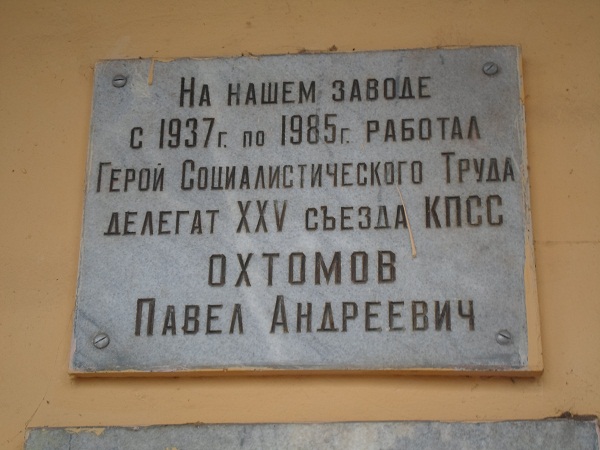 На нашем заводе
с 1937г. по 1985г. работал
Герой Социалистического Труда
делегат XXV съезда КПСС
ОХТОМОВ
Павел Андреевич